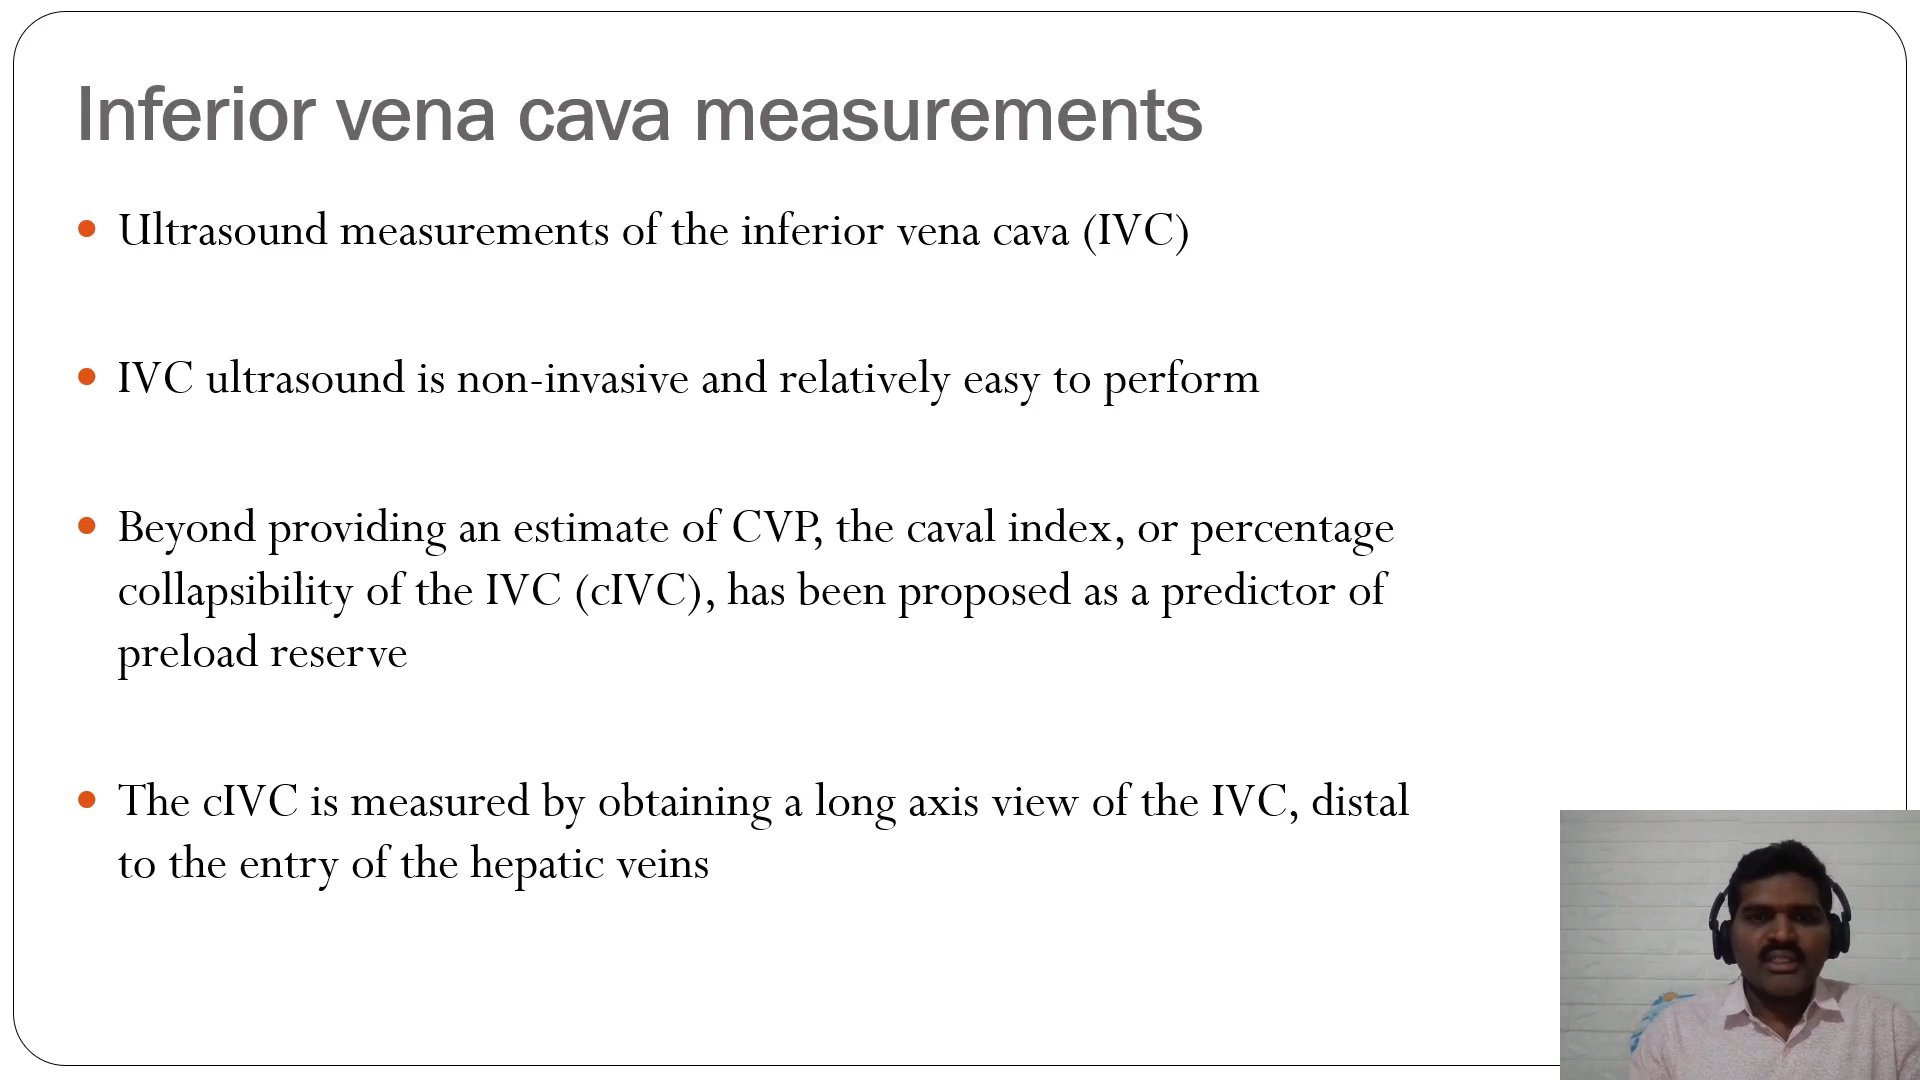 Inferior vena cava measurements
• Ultrasound measurements of the inferior vena cava (IVC)
• IVC ultrasound is non-invasive and relatively easy to perform
• Beyond providing an estimate of CVP, the caval index, or percentage
collapsibility of the IVC (cIVC), has been proposed as a predictor of
preload reserve
• The cIVC is measured by obtaining a long axis view of the IVC, distal
to the entry of the hepatic veins